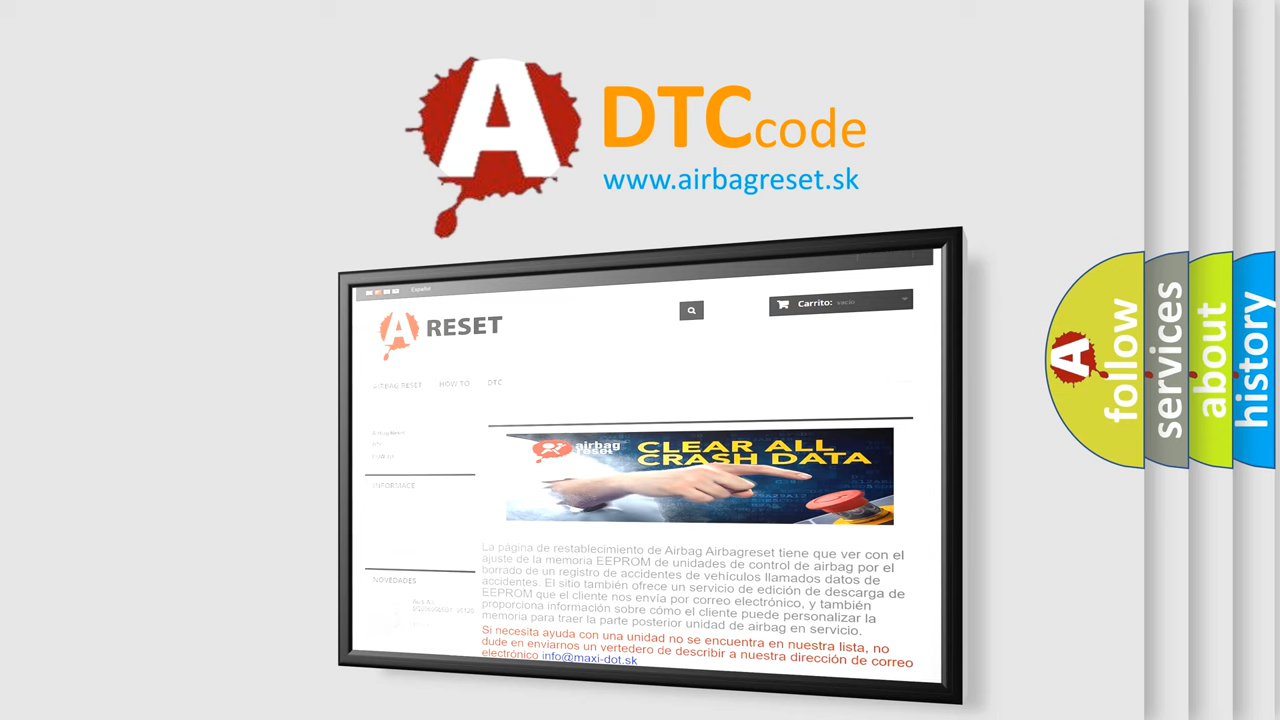 A
DTCcode
www.airbagreset.sk
Español
A RESET
Carrito: vacío
AIRBAG RESET HOW TO DTC
airbag
reset
CLEAR ALL
CRASH DATA
INFORMACE
NOVEDADES
La página de restablecimiento de Airbag Airbagreset tiene que ver con el
ajuste de la memoria EEPROM de unidades de control de airbag por el
borrado de un registro de accidentes de vehículos llamados datos de
accidentes. El sitio también ofrece un servicio de edición de descarga de
EEPROM que el cliente nos envía por correo electrónico, y también
proporciona información sobre cómo el cliente puede personalizar la
memoria para traer la parte posterior unidad de airbag en servicio.
Si necesita ayuda con una unidad no se encuentra en nuestra lista, no
dude en enviarnos un vertedero de describir a nuestra dirección de correo
electrónico info@maxi-dot.sk
A
follow
services
about
history